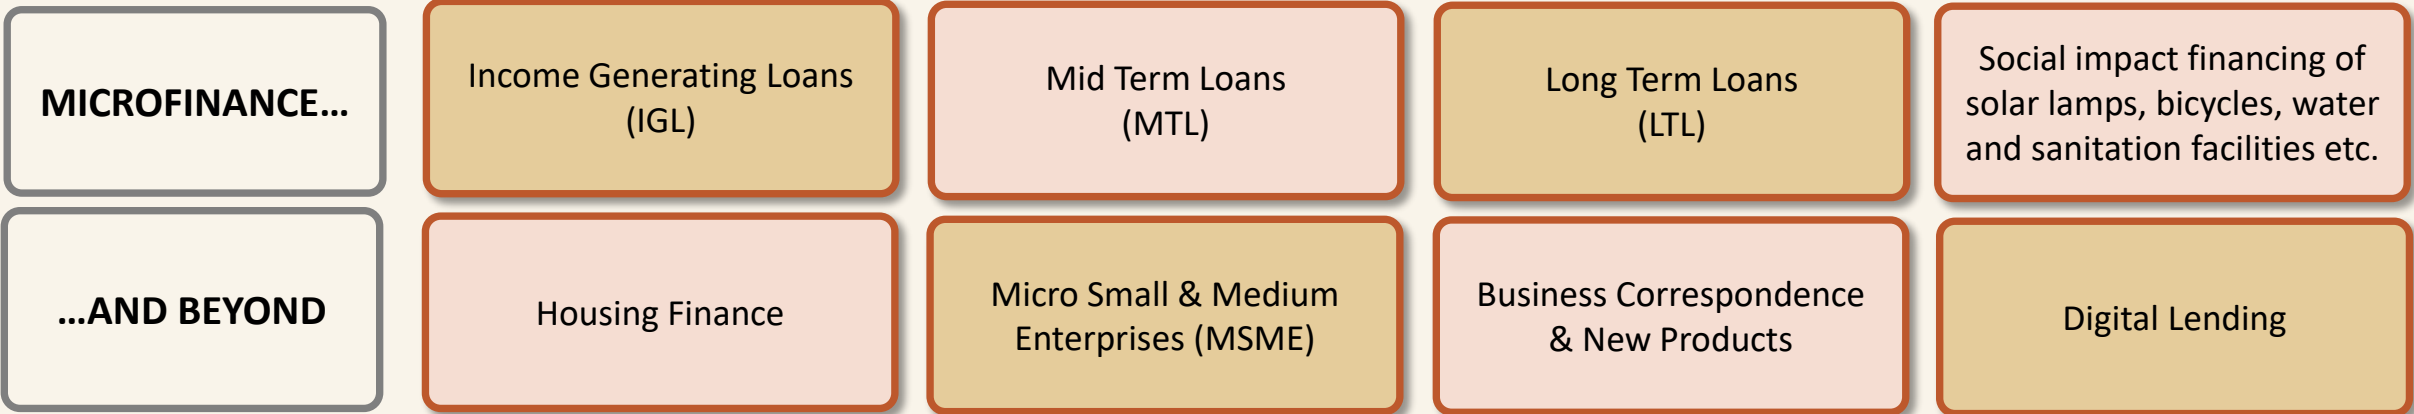 MICROFINANCE…
Income Generating Loans
(IGL)
Mid Term Loans
(MTL)
Long Term Loans
(LTL)
Social impact financing of
solar lamps, bicycles, water
and sanitation facilities etc.
…AND BEYOND
Housing Finance
Micro Small & Medium
Enterprises (MSME)
Business Correspondence
& New Products
Digital Lending